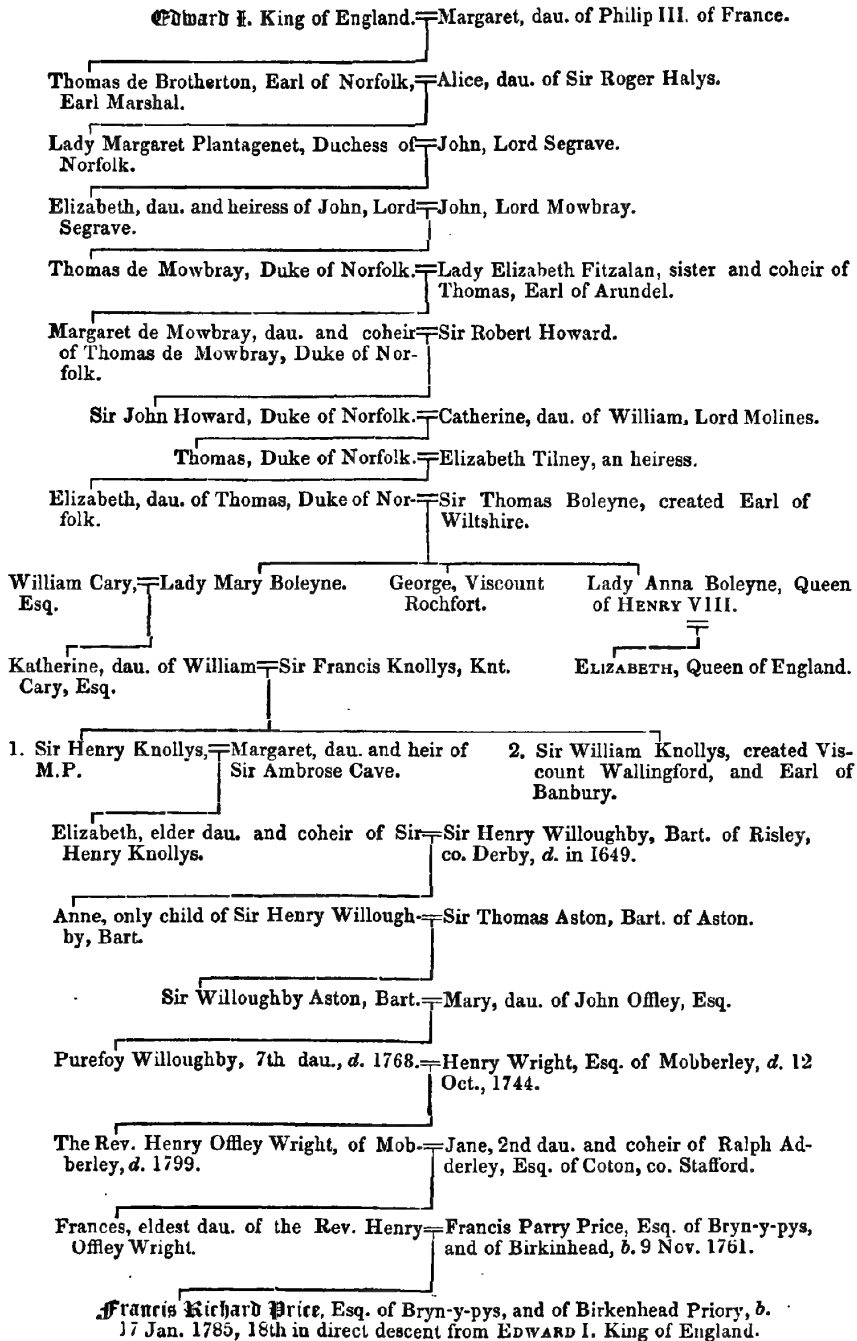 Edward I. King of England.=Margaret, dau. of Philip III. of France.
Thomas de Brotherton, Earl of Norfolk,=Alice, dau. of Sir Roger Halys.
Earl Marshal.
Lady Margaret Plantagenet, Duchess of=John, Lord Segrave.
Norfolk.
Elizabeth, dau. and heiress of John, Lord=John, Lord Mowbray.
Segrave.
Thomas de Mowbray, Duke of Norfolk.=Lady Elizabeth Fitzalan, sister and coheir of
Thomas, Earl of Arundel.
Margaret de Mowbray, dau. and coheir=Sir Robert Howard.
of Thomas de Mowbray, Duke of Nor-
folk.
Sir John Howard, Duke of Norfolk.=Catherine, dau. of William, Lord Molines.
Thomas, Duke of Norfolk.=Elizabeth Tilney, an heiress.
Elizabeth, dau. of Thomas, Duke of Nor-=Sir Thomas Boleyne, created Earl of
folk. Wiltshire.
William Cary,=Lady Mary Boleyne. George, Viscount Lady Anna Boleyne, Queen
Esq. Rochfort. of HENRY VIII.
Katherine, dau. of William=Sir Francis Knollys, Knt. ELIZABETH, Queen of England.
Cary, Esq.
1. Sir Henry Knollys,=Margaret, dau. and heir of 2. Sir William Knollys, created Vis-
M.P. Sir Ambrose Cave. count Wallingford, and Earl of
Banbury.
Elizabeth, elder dau. and coheir of Sir=Sir Henry Willoughby, Bart. of Risley,
Henry Knollys. co. Derby, d. in 1649.
Anne, only child of Sir Henry Willough-=Sir Thomas Aston, Bart. of Aston.
by, Bart.
Sir Willoughby Aston, Bart.=Mary, dau. of John Offley, Esq.
Purefoy Willoughby, 7th dau., d. 1768.=Henry Wright, Esq. of Mobberley, d. 12
Oct., 1744.
The Rev. Henry Offley Wright, of Mob-=Jane, 2nd dau. and coheir of Ralph Ad-
berley, d. 1799. derley, Esq. of Coton, co. Stafford.
Frances, eldest dau. of the Rev. Henry=Francis Parry Price, Esq. of Bryn-y-pys,
Offley Wright. and of Birkinhead, b. 9 Nov. 1761.
Francis Richard Price, Esq. of Bryn-y-pys, and of Birkenhead Priory, b.
17 Jan. 1785, 18th in direct descent from EDWARD I. King of England.